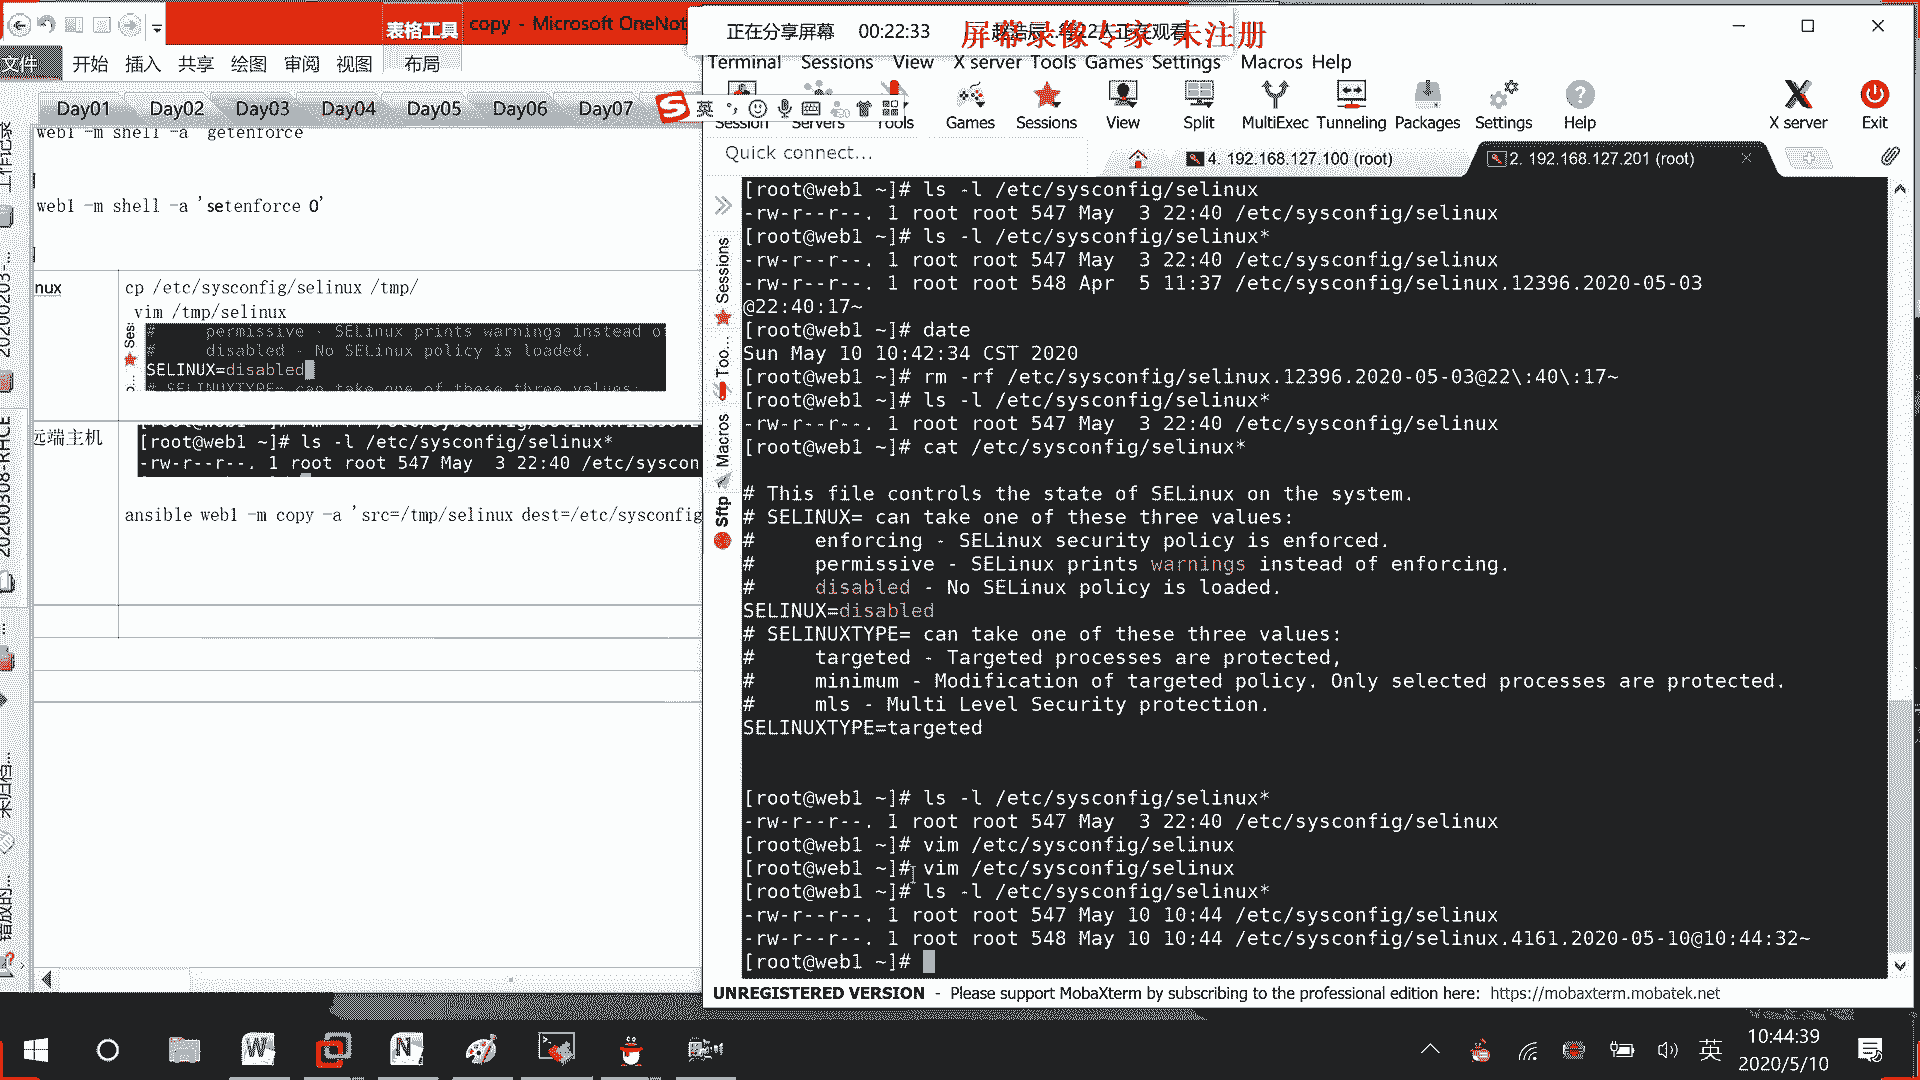 表格工具
copy - Microsoft OneNot
正在分享屏幕 00:22:33
屏幕录像专家 未注册
文件 开始 插入 共享 绘图 审阅 视图 布局
Day01 Day02 Day03 Day04 Day05 Day06 Day07
web1 -m shell -a getenforce
web1 -m shell -a 'setenforce 0'
nux
cp /etc/sysconfig/selinux /tmp/
vim /tmp/selinux
# permissive - SELinux prints warnings instead o
# disabled - No SELinux policy is loaded.
SELINUX=disabled
# SELINUXTYPE= can take one of these three values:
远端主机
[root@web1 ~]# ls -l /etc/sysconfig/selinux*
-rw-r--r--. 1 root root 547 May  3 22:40 /etc/syscon
ansible web1 -m copy -a 'src=/tmp/selinux dest=/etc/sysconfig
Terminal Sessions View X server Tools Games Settings Macros Help
英
Session Servers Tools Games Sessions View Split MultiExec Tunneling Packages Settings Help X server Exit
Quick connect...
4. 192.168.127.100 (root)
2. 192.168.127.201 (root)
Sessions
Too...
Macros
Sftp
[root@web1 ~]# ls -l /etc/sysconfig/selinux
-rw-r--r--. 1 root root 547 May  3 22:40 /etc/sysconfig/selinux
[root@web1 ~]# ls -l /etc/sysconfig/selinux*
-rw-r--r--. 1 root root 547 May  3 22:40 /etc/sysconfig/selinux
-rw-r--r--. 1 root root 548 Apr  5 11:37 /etc/sysconfig/selinux.12396.2020-05-03
@22:40:17~
[root@web1 ~]# date
Sun May 10 10:42:34 CST 2020
[root@web1 ~]# rm -rf /etc/sysconfig/selinux.12396.2020-05-03@22\:40\:17~
[root@web1 ~]# ls -l /etc/sysconfig/selinux*
-rw-r--r--. 1 root root 547 May  3 22:40 /etc/sysconfig/selinux
[root@web1 ~]# cat /etc/sysconfig/selinux*
# This file controls the state of SELinux on the system.
# SELINUX= can take one of these three values:
#     enforcing - SELinux security policy is enforced.
#     permissive - SELinux prints warnings instead of enforcing.
#     disabled - No SELinux policy is loaded.
SELINUX=disabled
# SELINUXTYPE= can take one of these three values:
#     targeted - Targeted processes are protected,
#     minimum - Modification of targeted policy. Only selected processes are protected.
#     mls - Multi Level Security protection.
SELINUXTYPE=targeted
[root@web1 ~]# ls -l /etc/sysconfig/selinux*
-rw-r--r--. 1 root root 547 May  3 22:40 /etc/sysconfig/selinux
[root@web1 ~]# vim /etc/sysconfig/selinux
[root@web1 ~]# vim /etc/sysconfig/selinux
[root@web1 ~]# ls -l /etc/sysconfig/selinux*
-rw-r--r--. 1 root root 547 May 10 10:44 /etc/sysconfig/selinux
-rw-r--r--. 1 root root 548 May 10 10:44 /etc/sysconfig/selinux.4161.2020-05-10@10:44:32~
[root@web1 ~]#
UNREGISTERED VERSION - Please support MobaXterm by subscribing to the professional edition here: https://mobaxterm.mobatek.net
英
10:44:39
2020/5/10